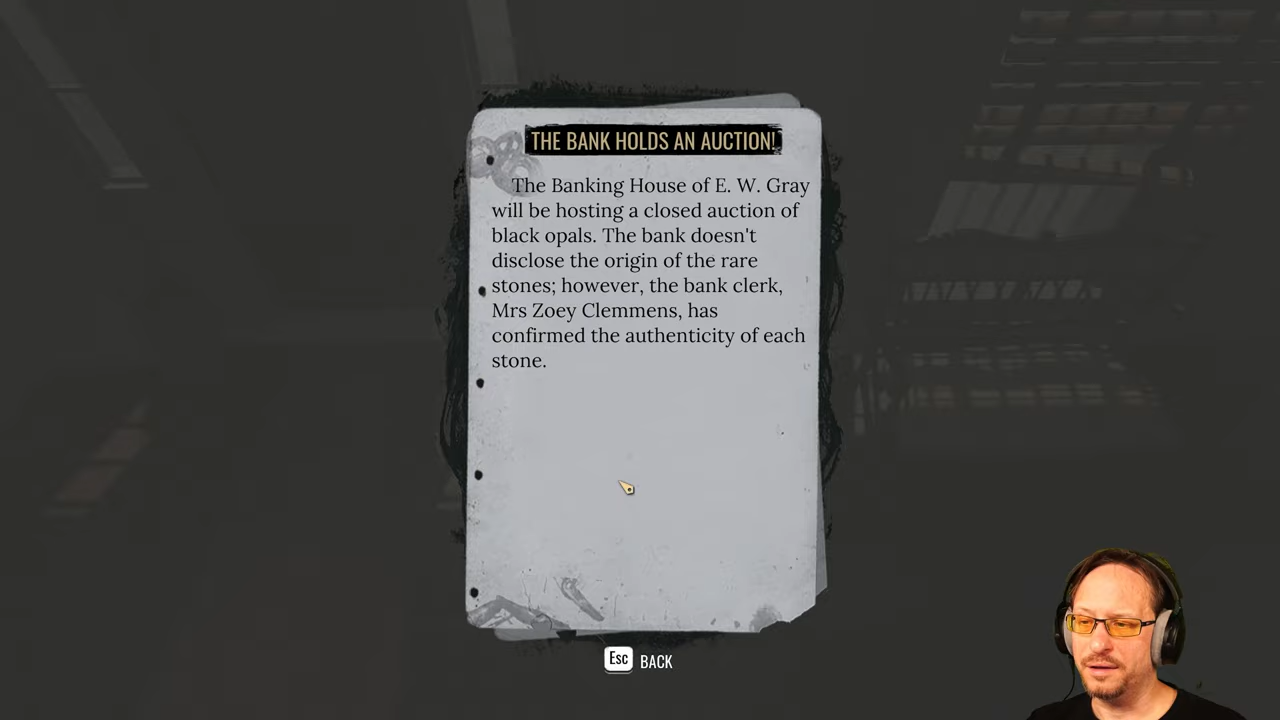 THE BANK HOLDS AN AUCTION!
The Banking House of E. W. Gray
will be hosting a closed auction of
black opals. The bank doesn't
disclose the origin of the rare
stones; however, the bank clerk,
Mrs Zoey Clemmens, has
confirmed the authenticity of each
stone.
Esc BACK